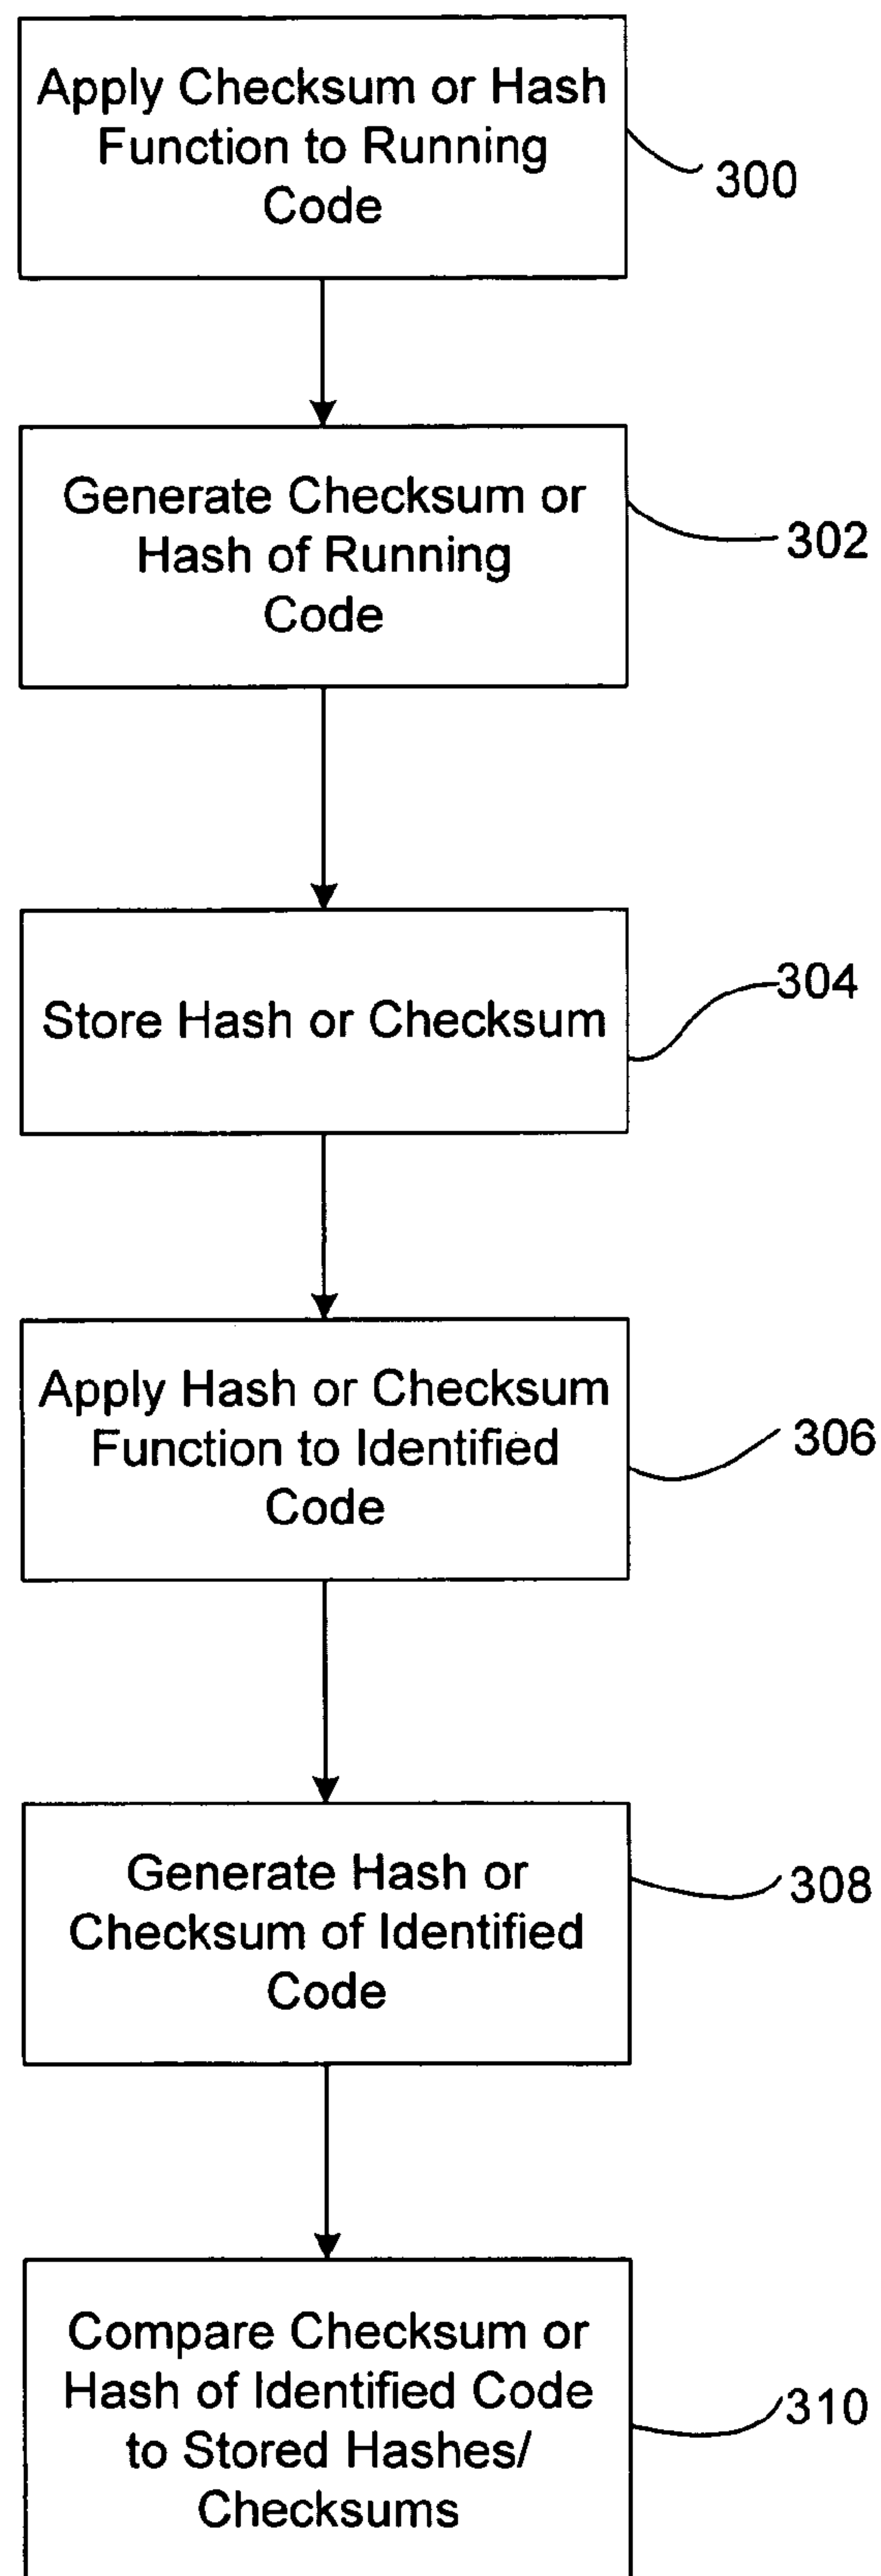 Apply Checksum or Hash
Function to Running
Code
300
Generate Checksum or
Hash of Running
Code
302
Store Hash or Checksum
304
Apply Hash or Checksum
Function to Identified
Code
306
Generate Hash or
Checksum of Identified
Code
308
Compare Checksum or
Hash of Identified Code
to Stored Hashes/
Checksums
310